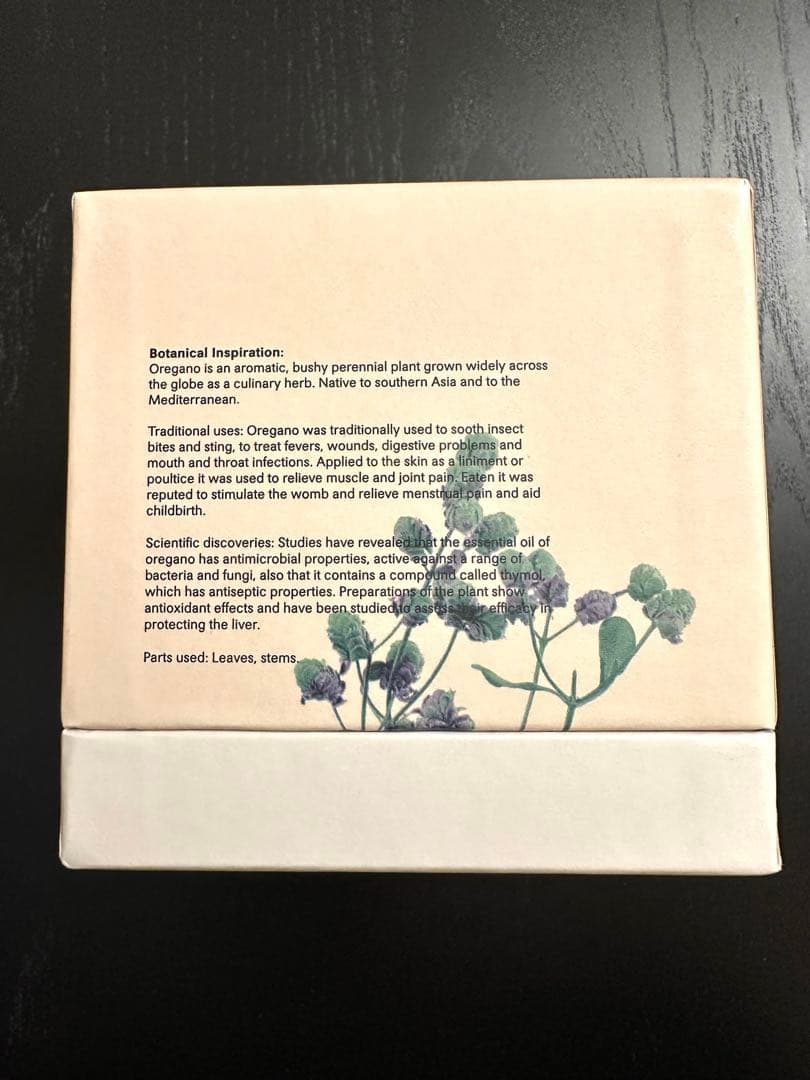 Botanical Inspiration:
Oregano is an aromatic, bushy perennial plant grown widely across
the globe as a culinary herb. Native to southern Asia and to the
Mediterranean.
Traditional uses: Oregano was traditionally used to sooth insect
bites and sting, to treat fevers, wounds, digestive problems and
mouth and throat infections. Applied to the skin as a liniment or
poultice it was used to relieve muscle and joint pain. Eaten it was
reputed to stimulate the womb and relieve menstrual pain and aid
childbirth.
Scientific discoveries: Studies have revealed that the essential oil of
oregano has antimicrobial properties, active against a range of
bacteria and fungi, also that it contains a compound called thymol,
which has antiseptic properties. Preparations of the plant show
antioxidant effects and have been studied to assess their efficacy in
protecting the liver.
Parts used: Leaves, stems.